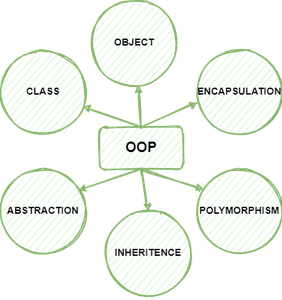 OBJECT
CLASS
ENCAPSULATION
OOP
ABSTRACTION
POLYMORPHISM
INHERITENCE